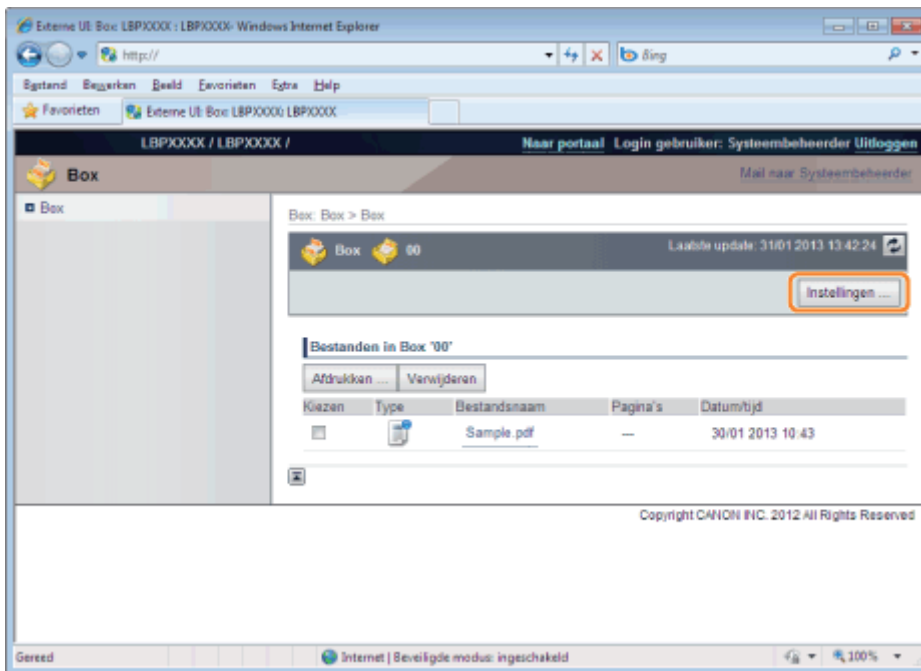 Externe UI: Box: LBPXXXX : LBPXXXX- Windows Internet Explorer
http://
Bing
Bestand Bewerken Beeld Favorieten Extra Help
Favorieten
Externe UI: Box: LBPXXXX: LBPXXXX
LBPXXXX / LBPXXXX /
Naar portaal Login gebruiker: Systeembeheerder Uitloggen
Box
Mail naar Systeembeheerder
Box
Box: Box > Box
Box 00
Laatste update: 31/01 2013 13:42:24
Instellingen ...
Bestanden in Box '00'
Afdrukken ... Verwijderen
Kiezen Type Bestandsnaam Pagina's Datum/tijd
Sample.pdf --- 30/01 2013 10:43
Copyright CANON INC. 2012 All Rights Reserved
Gereed
Internet | Beveiligde modus: ingeschakeld
100%